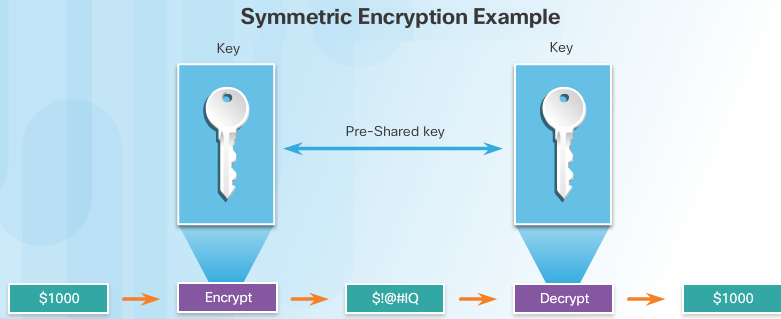 Symmetric Encryption Example
Key
Key
Pre-Shared key
$1000
Encrypt
$!@#IQ
Decrypt
$1000